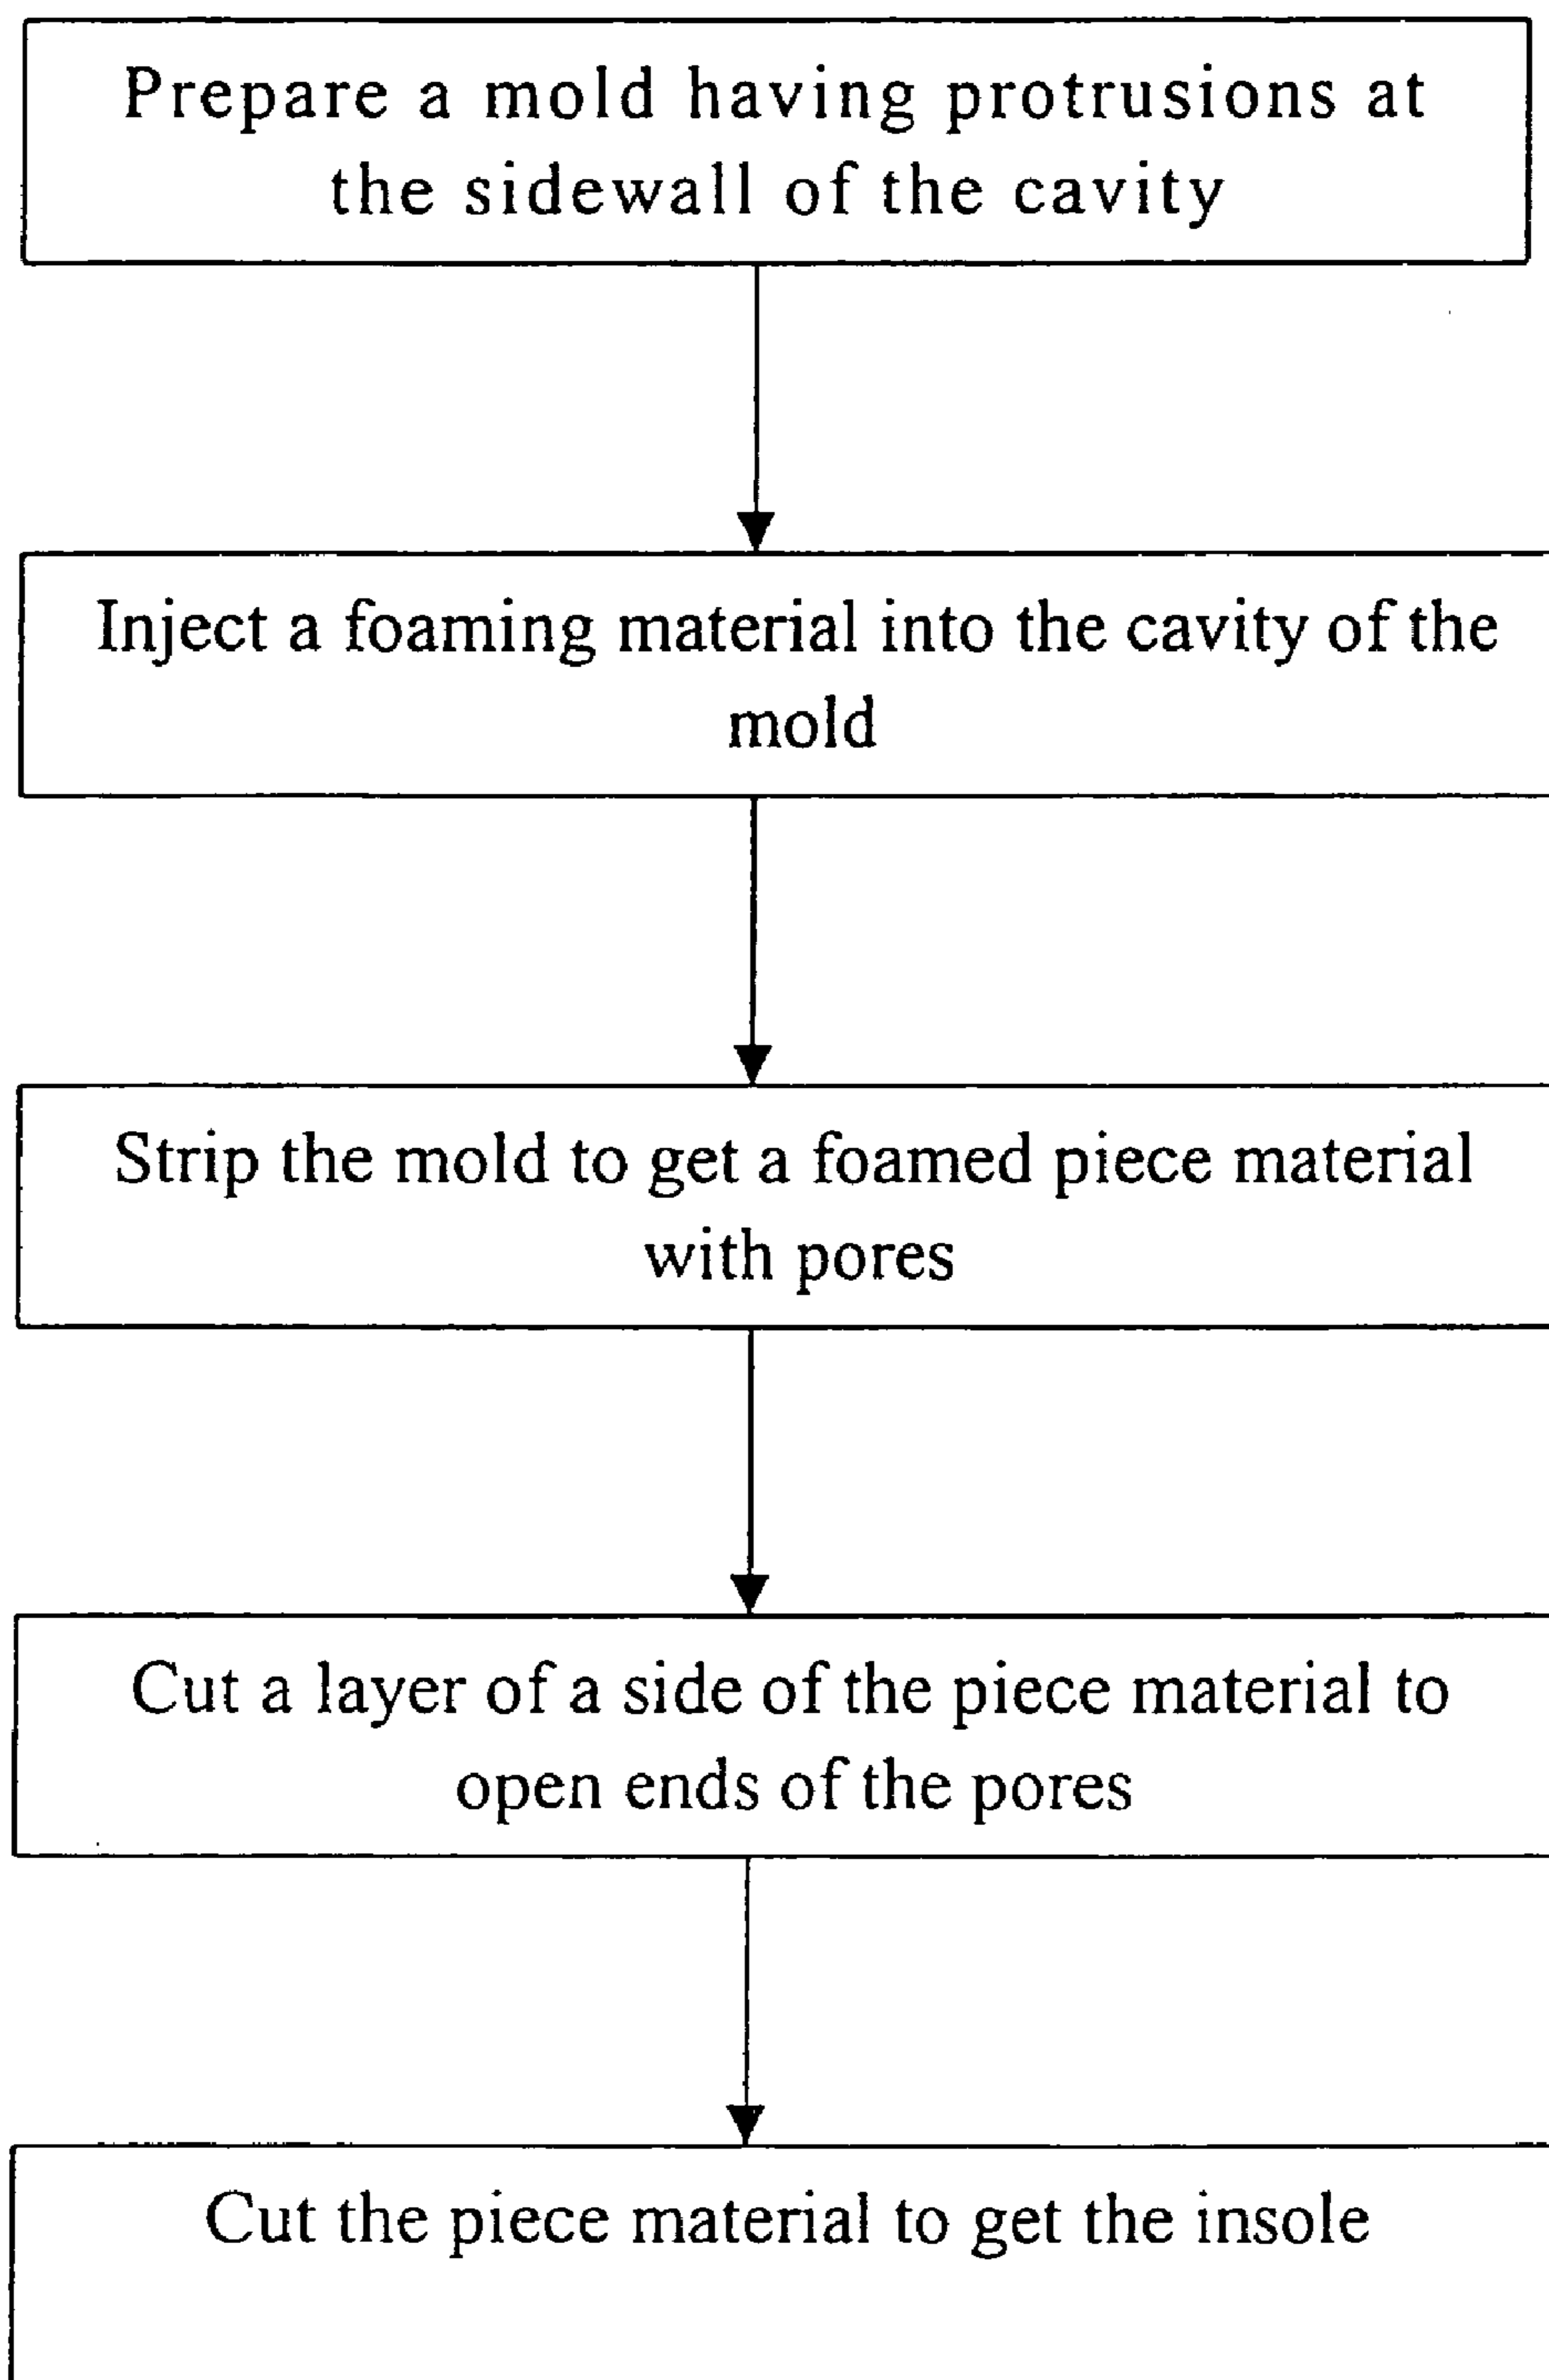 Prepare a mold having protrusions at
the sidewall of the cavity
Inject a foaming material into the cavity of the
mold
Strip the mold to get a foamed piece material
with pores
Cut a layer of a side of the piece material to
open ends of the pores
Cut the piece material to get the insole